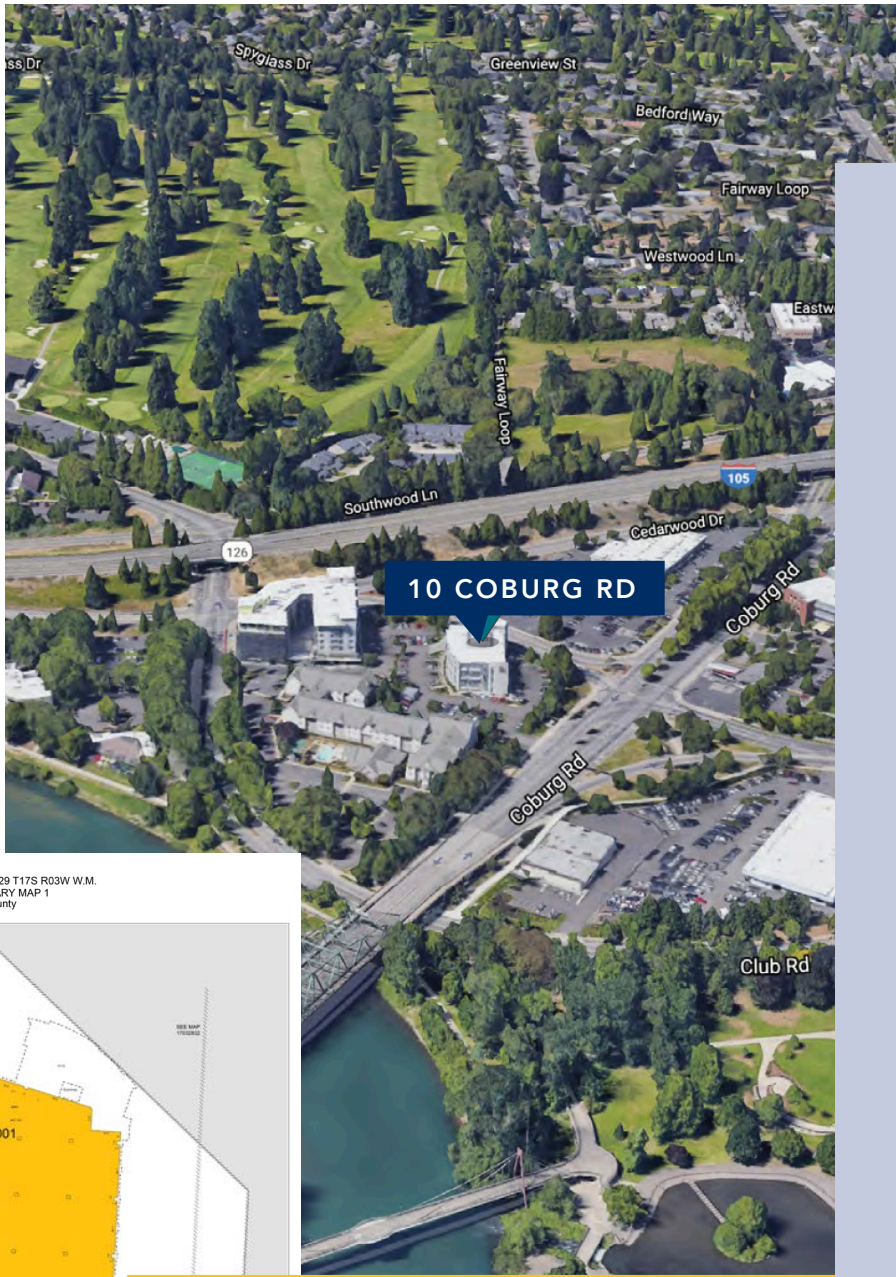 ss Dr
Spyglass Dr
Greenview St
Bedford Way
Fairway Loop
Westwood Ln
Eastw
Fairway Loop
105
Southwood Ln
Cedarwood Dr
126
10 COBURG RD
Coburg Rd
Coburg Rd
29 T17S R03W W.M.
ARY MAP 1
unty
Club Rd
SEE MAP
001